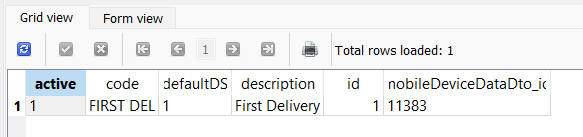 Grid view Form view
1 Total rows loaded: 1
active code defaultDS description id nobileDeviceDataDto_id
1 1 FIRST DEL 1 First Delivery 1 11383